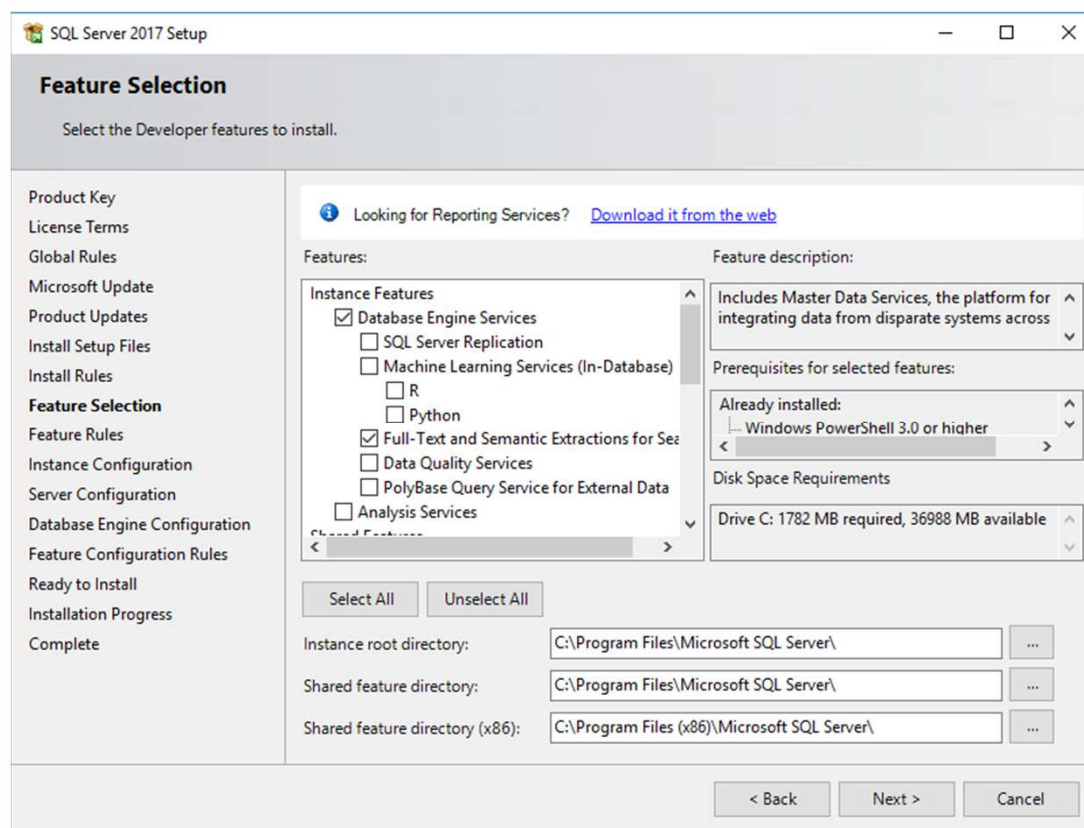 SQL Server 2017 Setup
Feature Selection
Select the Developer features to install.
Product Key
License Terms
Global Rules
Microsoft Update
Product Updates
Install Setup Files
Install Rules
Feature Selection
Feature Rules
Instance Configuration
Server Configuration
Database Engine Configuration
Feature Configuration Rules
Ready to Install
Installation Progress
Complete
Looking for Reporting Services? Download it from the web
Features:
Instance Features
Database Engine Services
SQL Server Replication
Machine Learning Services (In-Database)
R
Python
Full-Text and Semantic Extractions for Sea
Data Quality Services
PolyBase Query Service for External Data
Analysis Services
Shared Features
Feature description:
Includes Master Data Services, the platform for
integrating data from disparate systems across
Prerequisites for selected features:
Already installed:
Windows PowerShell 3.0 or higher
Disk Space Requirements
Drive C: 1782 MB required, 36988 MB available
Select All
Unselect All
Instance root directory: C:\Program Files\Microsoft SQL Server\ ...
Shared feature directory: C:\Program Files\Microsoft SQL Server\ ...
Shared feature directory (x86): C:\Program Files (x86)\Microsoft SQL Server\ ...
< Back
Next >
Cancel